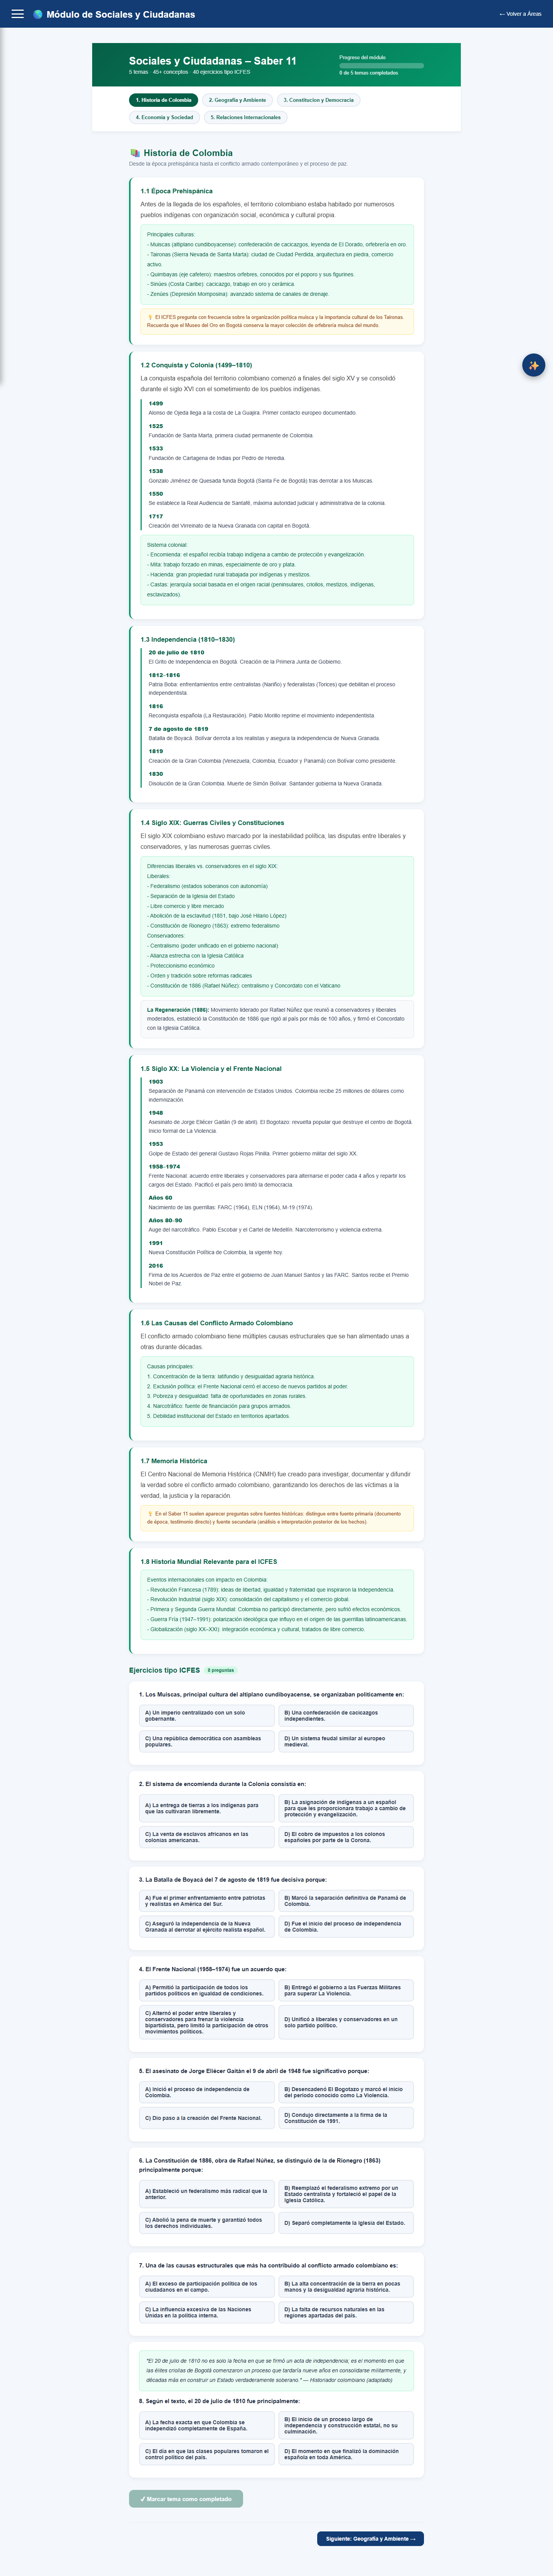 Módulo de Sociales y Ciudadanas
← Volver a Áreas
Sociales y Ciudadanas – Saber 11
5 temas · 45+ conceptos · 40 ejercicios tipo ICFES
Progreso del módulo
0 de 5 temas completados
1. Historia de Colombia
2. Geografía y Ambiente
3. Constitucion y Democracia
4. Economia y Sociedad
5. Relaciones Internacionales
Historia de Colombia
Desde la época prehispánica hasta el conflicto armado contemporáneo y el proceso de paz.
1.1 Época Prehispánica
Antes de la llegada de los españoles, el territorio colombiano estaba habitado por numerosos
pueblos indígenas con organización social, económica y cultural propia.
Principales culturas:
- Muiscas (altiplano cundiboyacense): confederación de cacicazgos, leyenda de El Dorado, orfebrería en oro.
- Taironas (Sierra Nevada de Santa Marta): ciudad de Ciudad Perdida, arquitectura en piedra, comercio
activo.
- Quimbayas (eje cafetero): maestros orfebres, conocidos por el poporo y sus figurines.
- Sinúes (Costa Caribe): cacicazgo, trabajo en oro y cerámica.
- Zenúes (Depresión Momposina): avanzado sistema de canales de drenaje.
El ICFES pregunta con frecuencia sobre la organización política muisca y la importancia cultural de los Taironas.
Recuerda que el Museo del Oro en Bogotá conserva la mayor colección de orfebrería muisca del mundo.
1.2 Conquista y Colonia (1499–1810)
La conquista española del territorio colombiano comenzó a finales del siglo XV y se consolidó
durante el siglo XVI con el sometimiento de los pueblos indígenas.
1499
Alonso de Ojeda llega a la costa de La Guajira. Primer contacto europeo documentado.
1525
Fundación de Santa Marta, primera ciudad permanente de Colombia.
1533
Fundación de Cartagena de Indias por Pedro de Heredia.
1538
Gonzalo Jiménez de Quesada funda Bogotá (Santa Fe de Bogotá) tras derrotar a los Muiscas.
1550
Se establece la Real Audiencia de Santafé, máxima autoridad judicial y administrativa de la colonia.
1717
Creación del Virreinato de la Nueva Granada con capital en Bogotá.
Sistema colonial:
- Encomienda: el español recibía trabajo indígena a cambio de protección y evangelización.
- Mita: trabajo forzado en minas, especialmente de oro y plata.
- Hacienda: gran propiedad rural trabajada por indígenas y mestizos.
- Castas: jerarquía social basada en el origen racial (peninsulares, criollos, mestizos, indígenas,
esclavizados).
1.3 Independencia (1810–1830)
20 de julio de 1810
El Grito de Independencia en Bogotá. Creación de la Primera Junta de Gobierno.
1812–1816
Patria Boba: enfrentamientos entre centralistas (Nariño) y federalistas (Torices) que debilitan el proceso
independentista.
1816
Reconquista española (La Restauración). Pablo Morillo reprime el movimiento independentista.
7 de agosto de 1819
Batalla de Boyacá. Bolívar derrota a los realistas y asegura la independencia de Nueva Granada.
1819
Creación de la Gran Colombia (Venezuela, Colombia, Ecuador y Panamá) con Bolívar como presidente.
1830
Disolución de la Gran Colombia. Muerte de Simón Bolívar. Santander gobierna la Nueva Granada.
1.4 Siglo XIX: Guerras Civiles y Constituciones
El siglo XIX colombiano estuvo marcado por la inestabilidad política, las disputas entre liberales y
conservadores, y las numerosas guerras civiles.
Diferencias liberales vs. conservadores en el siglo XIX:
Liberales:
- Federalismo (estados soberanos con autonomía)
- Separación de la Iglesia del Estado
- Libre comercio y libre mercado
- Abolición de la esclavitud (1851, bajo José Hilario López)
- Constitución de Rionegro (1863): extremo federalismo
Conservadores:
- Centralismo (poder unificado en el gobierno nacional)
- Alianza estrecha con la Iglesia Católica
- Proteccionismo económico
- Orden y tradición sobre reformas radicales
- Constitución de 1886 (Rafael Núñez): centralismo y Concordato con el Vaticano
La Regeneración (1886): Movimiento liderado por Rafael Núñez que reunió a conservadores y liberales
moderados, estableció la Constitución de 1886 que rigió al país por más de 100 años, y firmó el Concordato
con la Iglesia Católica.
1.5 Siglo XX: La Violencia y el Frente Nacional
1903
Separación de Panamá con intervención de Estados Unidos. Colombia recibe 25 millones de dólares como
indemnización.
1948
Asesinato de Jorge Eliécer Gaitán (9 de abril). El Bogotazo: revuelta popular que destruye el centro de Bogotá.
Inicio formal de La Violencia.
1953
Golpe de Estado del general Gustavo Rojas Pinilla. Primer gobierno militar del siglo XX.
1958–1974
Frente Nacional: acuerdo entre liberales y conservadores para alternarse el poder cada 4 años y repartir los
cargos del Estado. Pacificó el país pero limitó la democracia.
Años 60
Nacimiento de las guerrillas: FARC (1964), ELN (1964), M-19 (1974).
Años 80–90
Auge del narcotráfico. Pablo Escobar y el Cartel de Medellín. Narcoterrorismo y violencia extrema.
1991
Nueva Constitución Política de Colombia, la vigente hoy.
2016
Firma de los Acuerdos de Paz entre el gobierno de Juan Manuel Santos y las FARC. Santos recibe el Premio
Nobel de Paz.
1.6 Las Causas del Conflicto Armado Colombiano
El conflicto armado colombiano tiene múltiples causas estructurales que se han alimentado unas a
otras durante décadas.
Causas principales:
1. Concentración de la tierra: latifundio y desigualdad agraria histórica.
2. Exclusión política: el Frente Nacional cerró el acceso de nuevos partidos al poder.
3. Pobreza y desigualdad: falta de oportunidades en zonas rurales.
4. Narcotráfico: fuente de financiación para grupos armados.
5. Debilidad institucional del Estado en territorios apartados.
1.7 Memoria Histórica
El Centro Nacional de Memoria Histórica (CNMH) fue creado para investigar, documentar y difundir
la verdad sobre el conflicto armado colombiano, garantizando los derechos de las víctimas a la
verdad, la justicia y la reparación.
En el Saber 11 suelen aparecer preguntas sobre fuentes históricas: distingue entre fuente primaria (documento
de época, testimonio directo) y fuente secundaria (análisis e interpretación posterior de los hechos).
1.8 Historia Mundial Relevante para el ICFES
Eventos internacionales con impacto en Colombia:
- Revolución Francesa (1789): ideas de libertad, igualdad y fraternidad que inspiraron la Independencia.
- Revolución Industrial (siglo XIX): consolidación del capitalismo y el comercio global.
- Primera y Segunda Guerra Mundial: Colombia no participó directamente, pero sufrió efectos económicos.
- Guerra Fría (1947–1991): polarización ideológica que influyó en el origen de las guerrillas latinoamericanas.
- Globalización (siglo XX–XXI): integración económica y cultural, tratados de libre comercio.
Ejercicios tipo ICFES
8 preguntas
1. Los Muiscas, principal cultura del altiplano cundiboyacense, se organizaban políticamente en:
A) Un imperio centralizado con un solo
gobernante.
B) Una confederación de cacicazgos
independientes.
C) Una república democrática con asambleas
populares.
D) Un sistema feudal similar al europeo
medieval.
2. El sistema de encomienda durante la Colonia consistía en:
A) La entrega de tierras a los indígenas para
que las cultivaran libremente.
B) La asignación de indígenas a un español
para que les proporcionara trabajo a cambio de
protección y evangelización.
C) La venta de esclavos africanos en las
colonias americanas.
D) El cobro de impuestos a los colonos
españoles por parte de la Corona.
3. La Batalla de Boyacá del 7 de agosto de 1819 fue decisiva porque:
A) Fue el primer enfrentamiento entre patriotas
y realistas en América del Sur.
B) Marcó la separación definitiva de Panamá de
Colombia.
C) Aseguró la independencia de la Nueva
Granada al derrotar al ejército realista español.
D) Fue el inicio del proceso de independencia
de Colombia.
4. El Frente Nacional (1958–1974) fue un acuerdo que:
A) Permitió la participación de todos los
partidos políticos en igualdad de condiciones.
B) Entregó el gobierno a las Fuerzas Militares
para superar La Violencia.
C) Alternó el poder entre liberales y
conservadores para frenar la violencia
bipartidista, pero limitó la participación de otros
movimientos políticos.
D) Unificó a liberales y conservadores en un
solo partido político.
5. El asesinato de Jorge Eliécer Gaitán el 9 de abril de 1948 fue significativo porque:
A) Inició el proceso de independencia de
Colombia.
B) Desencadenó El Bogotazo y marcó el inicio
del período conocido como La Violencia.
C) Dio paso a la creación del Frente Nacional.
D) Condujo directamente a la firma de la
Constitución de 1991.
6. La Constitución de 1886, obra de Rafael Núñez, se distinguió de la de Rionegro (1863)
principalmente porque:
A) Estableció un federalismo más radical que la
anterior.
B) Reemplazó el federalismo extremo por un
Estado centralista y fortaleció el papel de la
Iglesia Católica.
C) Abolió la pena de muerte y garantizó todos
los derechos individuales.
D) Separó completamente la Iglesia del Estado.
7. Una de las causas estructurales que más ha contribuido al conflicto armado colombiano es:
A) El exceso de participación política de los
ciudadanos en el campo.
B) La alta concentración de la tierra en pocas
manos y la desigualdad agraria histórica.
C) La influencia excesiva de las Naciones
Unidas en la política interna.
D) La falta de recursos naturales en las
regiones apartadas del país.
"El 20 de julio de 1810 no es solo la fecha en que se firmó un acta de independencia; es el momento en que
las élites criollas de Bogotá comenzaron un proceso que tardaría nueve años en consolidarse militarmente, y
décadas más en construir un Estado verdaderamente soberano." — Historiador colombiano (adaptado)
8. Según el texto, el 20 de julio de 1810 fue principalmente:
A) La fecha exacta en que Colombia se
independizó completamente de España.
B) El inicio de un proceso largo de
independencia y construcción estatal, no su
culminación.
C) El día en que las clases populares tomaron el
control político del país.
D) El momento en que finalizó la dominación
española en toda América.
✓ Marcar tema como completado
Siguiente: Geografía y Ambiente →